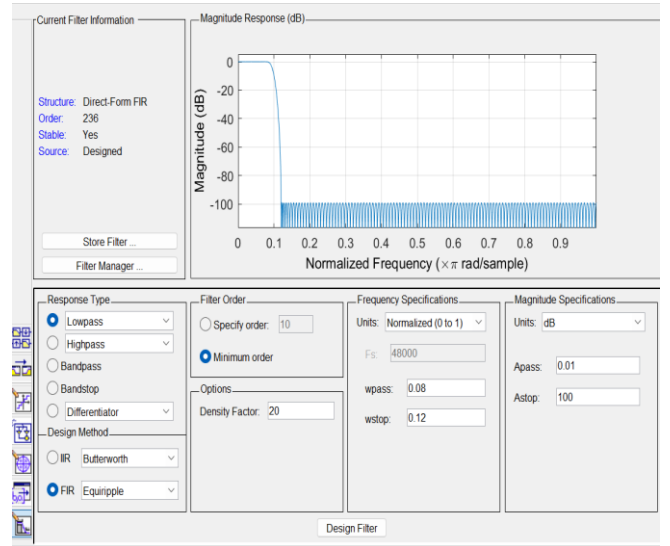 Current Filter Information
Structure: Direct-Form FIR
Order: 236
Stable: Yes
Source: Designed
Store Filter ...
Filter Manager ...
Magnitude Response (dB)
Magnitude (dB)
0
-20
-40
-60
-80
-100
0 0.1 0.2 0.3 0.4 0.5 0.6 0.7 0.8 0.9
Normalized Frequency (×π rad/sample)
Response Type
Lowpass
Highpass
Bandpass
Bandstop
Differentiator
Design Method
IIR Butterworth
FIR Equiripple
Filter Order
Specify order: 10
Minimum order
Options
Density Factor: 20
Frequency Specifications
Units: Normalized (0 to 1)
Fs: 48000
wpass: 0.08
wstop: 0.12
Magnitude Specifications
Units: dB
Apass: 0.01
Astop: 100
Design Filter